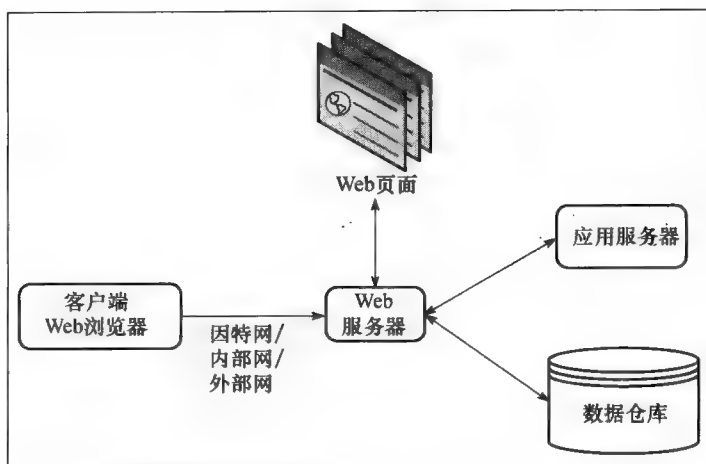 Web页面
应用服务器
客户端
Web浏览器
Web
服务器
因特网/
内部网/
外部网
数据仓库